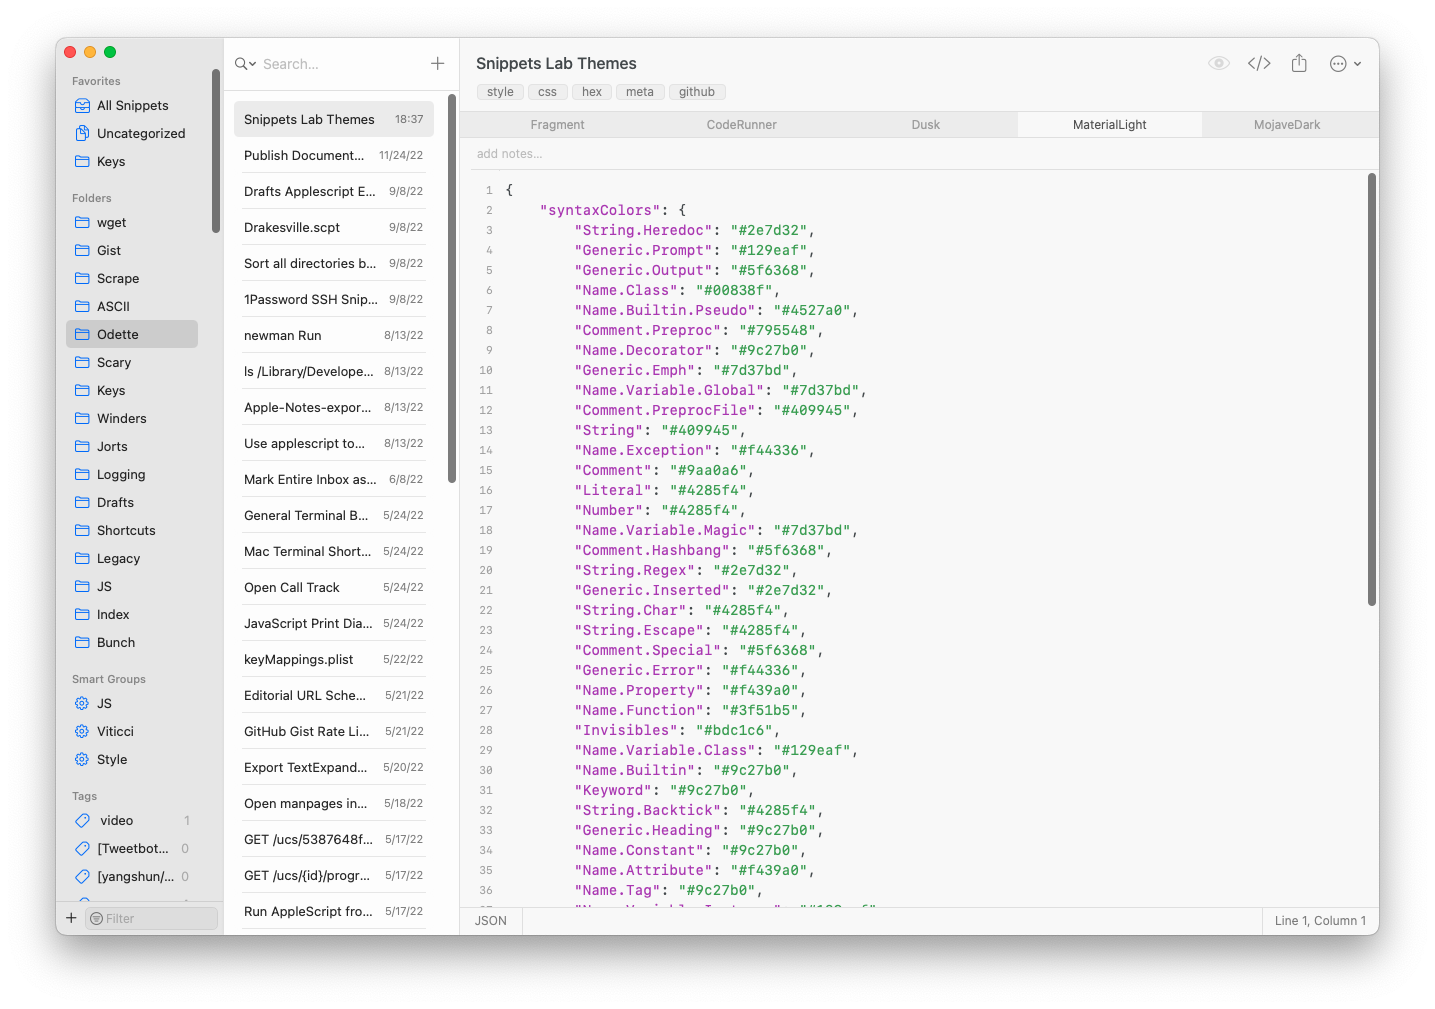 Favorites
All Snippets
Uncategorized
Keys
Folders
wget
Gist
Scrape
ASCII
Odette
Scary
Keys
Winders
Jorts
Logging
Drafts
Shortcuts
Legacy
JS
Index
Bunch
Smart Groups
JS
Viticci
Style
Tags
video 1
[Tweetbot... 0
[yangshun/... 0
Filter
Search...
Snippets Lab Themes 18:37
Publish Document... 11/24/22
Drafts Applescript E... 9/8/22
Drakesville.scpt 9/8/22
Sort all directories b... 9/8/22
1Password SSH Snip... 9/8/22
newman Run 8/13/22
ls /Library/Develope... 8/13/22
Apple-Notes-expor... 8/13/22
Use applescript to... 8/13/22
Mark Entire Inbox as... 6/8/22
General Terminal B... 5/24/22
Mac Terminal Short... 5/24/22
Open Call Track 5/24/22
JavaScript Print Dia... 5/24/22
keyMappings.plist 5/22/22
Editorial URL Sche... 5/21/22
GitHub Gist Rate Li... 5/21/22
Export TextExpand... 5/20/22
Open manpages in... 5/18/22
GET /ucs/5387648f... 5/17/22
GET /ucs/{id}/progr... 5/17/22
Run AppleScript fro... 5/17/22
Snippets Lab Themes
style css hex meta github
Fragment CodeRunner Dusk MaterialLight MojaveDark
add notes...
1 {
2 "syntaxColors": {
3 "String.Heredoc": "#2e7d32",
4 "Generic.Prompt": "#129eaf",
5 "Generic.Output": "#5f6368",
6 "Name.Class": "#00838f",
7 "Name.Builtin.Pseudo": "#4527a0",
8 "Comment.Preproc": "#795548",
9 "Name.Decorator": "#9c27b0",
10 "Generic.Emph": "#7d37bd",
11 "Name.Variable.Global": "#7d37bd",
12 "Comment.PreprocFile": "#409945",
13 "String": "#409945",
14 "Name.Exception": "#f44336",
15 "Comment": "#9aa0a6",
16 "Literal": "#4285f4",
17 "Number": "#4285f4",
18 "Name.Variable.Magic": "#7d37bd",
19 "Comment.Hashbang": "#5f6368",
20 "String.Regex": "#2e7d32",
21 "Generic.Inserted": "#2e7d32",
22 "String.Char": "#4285f4",
23 "String.Escape": "#4285f4",
24 "Comment.Special": "#5f6368",
25 "Generic.Error": "#f44336",
26 "Name.Property": "#f439a0",
27 "Name.Function": "#3f51b5",
28 "Invisibles": "#bdc1c6",
29 "Name.Variable.Class": "#129eaf",
30 "Name.Builtin": "#9c27b0",
31 "Keyword": "#9c27b0",
32 "String.Backtick": "#4285f4",
33 "Generic.Heading": "#9c27b0",
34 "Name.Constant": "#9c27b0",
35 "Name.Attribute": "#f439a0",
36 "Name.Tag": "#9c27b0",
JSON
Line 1, Column 1